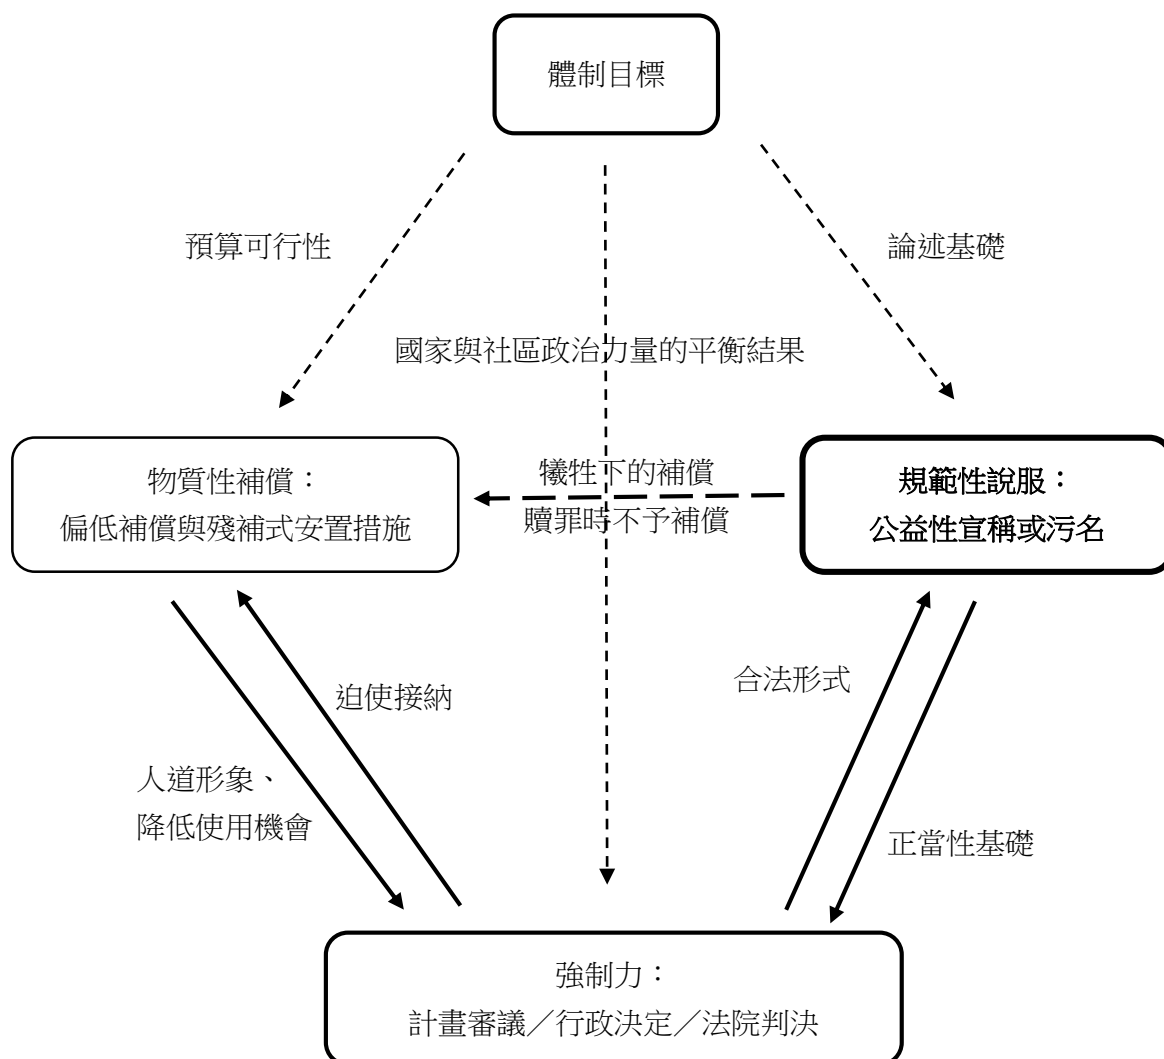 體制目標
預算可行性
論述基礎
國家與社區政治力量的平衡結果
物質性補償：
偏低補償與殘補式安置措施
犧牲下的補償
贖罪時不予補償
規範性說服：
公益性宣稱或污名
迫使接納
合法形式
人道形象、
降低使用機會
正當性基礎
強制力：
計畫審議／行政決定／法院判決